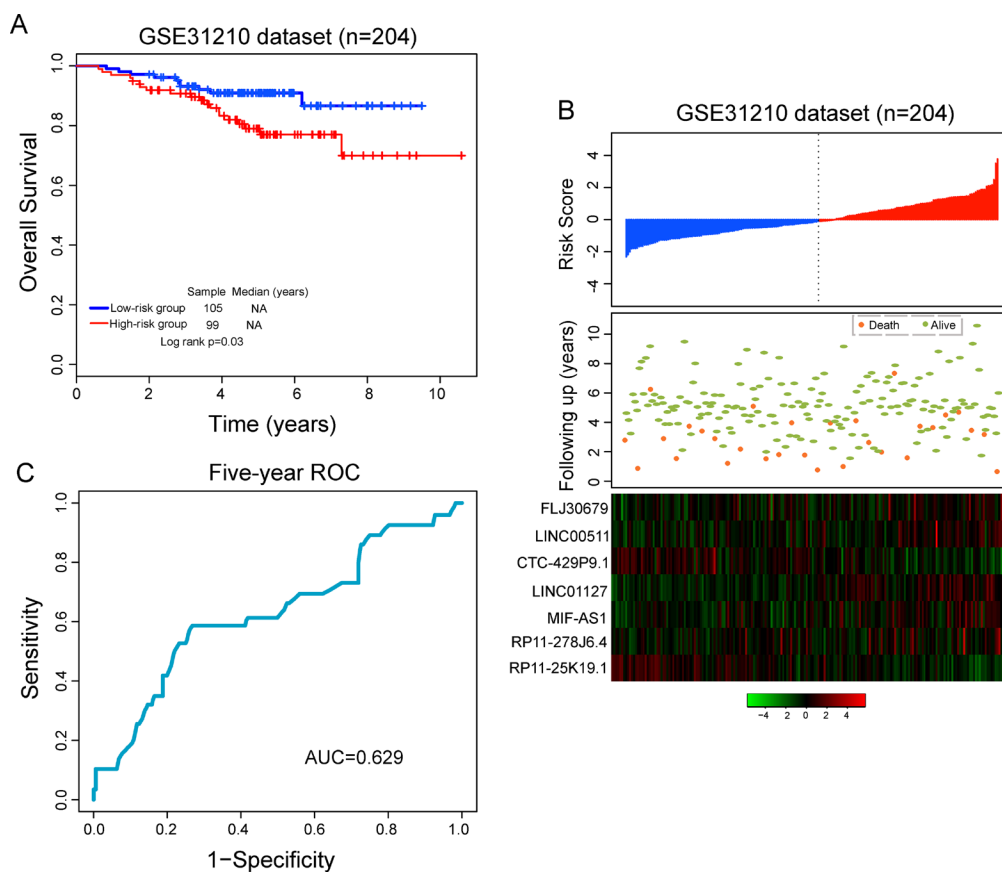 A
GSE31210 dataset (n=204)
Overall Survival
1.0
0.8
0.6
0.4
0.2
0.0
Sample Median (years)
Low-risk group 105 NA
High-risk group 99 NA
Log rank p=0.03
0 2 4 6 8 10
Time (years)
B
GSE31210 dataset (n=204)
Risk Score
4
2
0
−2
−4
Following up (years)
Death Alive
10
8
6
4
2
0
FLJ30679
LINC00511
CTC-429P9.1
LINC01127
MIF-AS1
RP11-278J6.4
RP11-25K19.1
−4 2 0 2 4
C
Five-year ROC
Sensitivity
1.0
0.8
0.6
0.4
0.2
0.0
AUC=0.629
0.0 0.2 0.4 0.6 0.8 1.0
1−Specificity